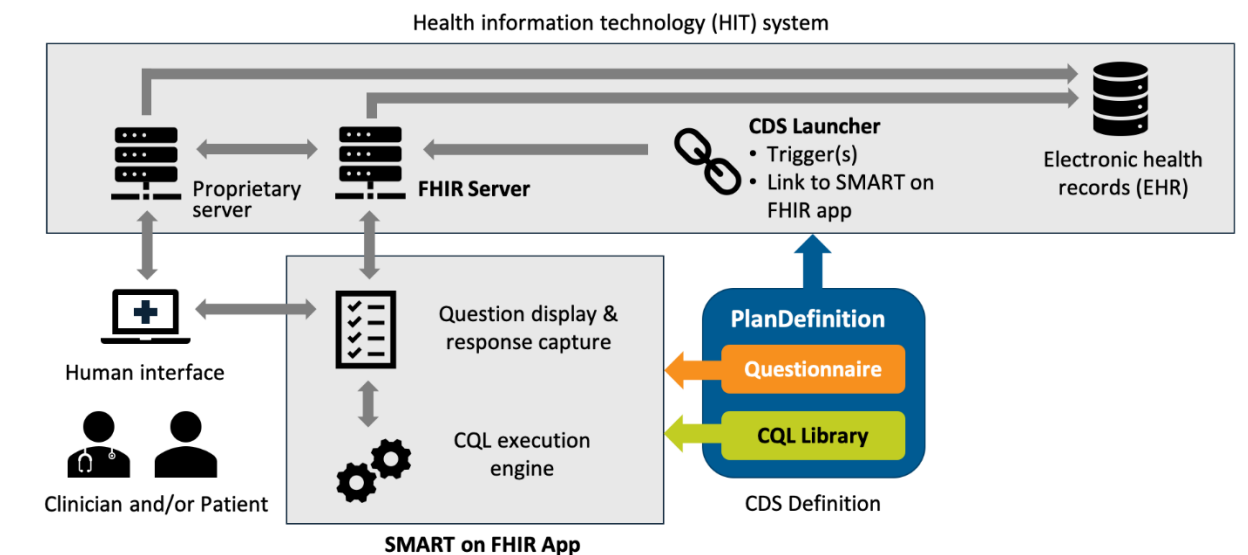 Health information technology (HIT) system
Proprietary
server
FHIR Server
CDS Launcher
• Trigger(s)
• Link to SMART on
FHIR app
Electronic health
records (EHR)
Human interface
Clinician and/or Patient
Question display &
response capture
CQL execution
engine
SMART on FHIR App
PlanDefinition
Questionnaire
CQL Library
CDS Definition